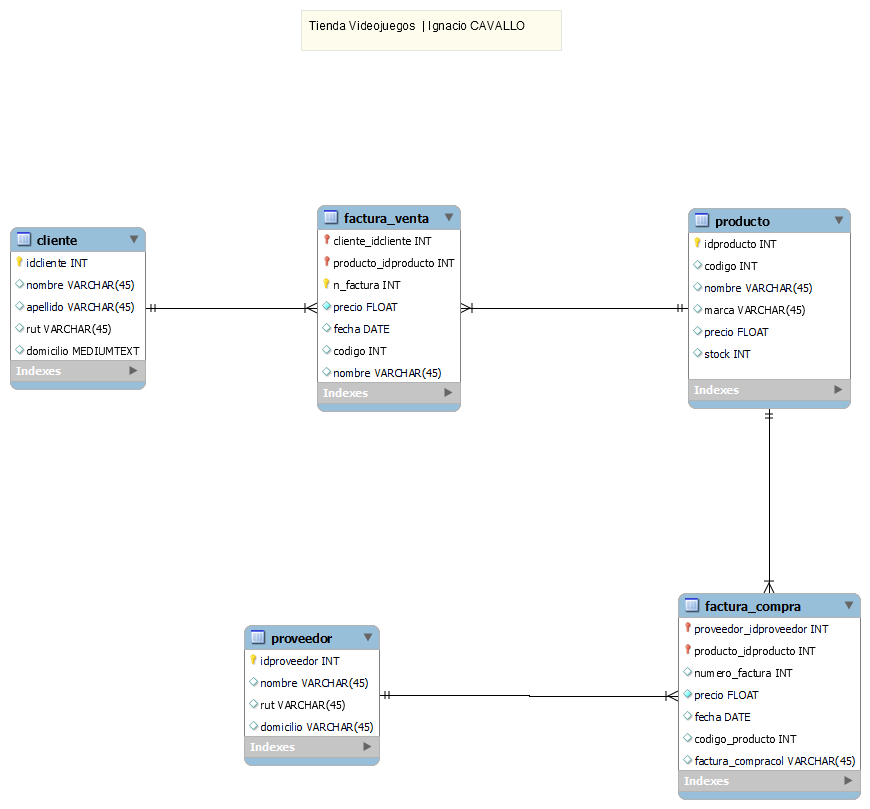 Tienda Videojuegos | Ignacio CAVALLO
cliente
idcliente INT
nombre VARCHAR(45)
apellido VARCHAR(45)
rut VARCHAR(45)
domicilio MEDIUMTEXT
Indexes
factura_venta
cliente_idcliente INT
producto_idproducto INT
n_factura INT
precio FLOAT
fecha DATE
codigo INT
nombre VARCHAR(45)
Indexes
producto
idproducto INT
codigo INT
nombre VARCHAR(45)
marca VARCHAR(45)
precio FLOAT
stock INT
Indexes
proveedor
idproveedor INT
nombre VARCHAR(45)
rut VARCHAR(45)
domicilio VARCHAR(45)
Indexes
factura_compra
proveedor_idproveedor INT
producto_idproducto INT
numero_factura INT
precio FLOAT
fecha DATE
codigo_producto INT
factura_compracol VARCHAR(45)
Indexes